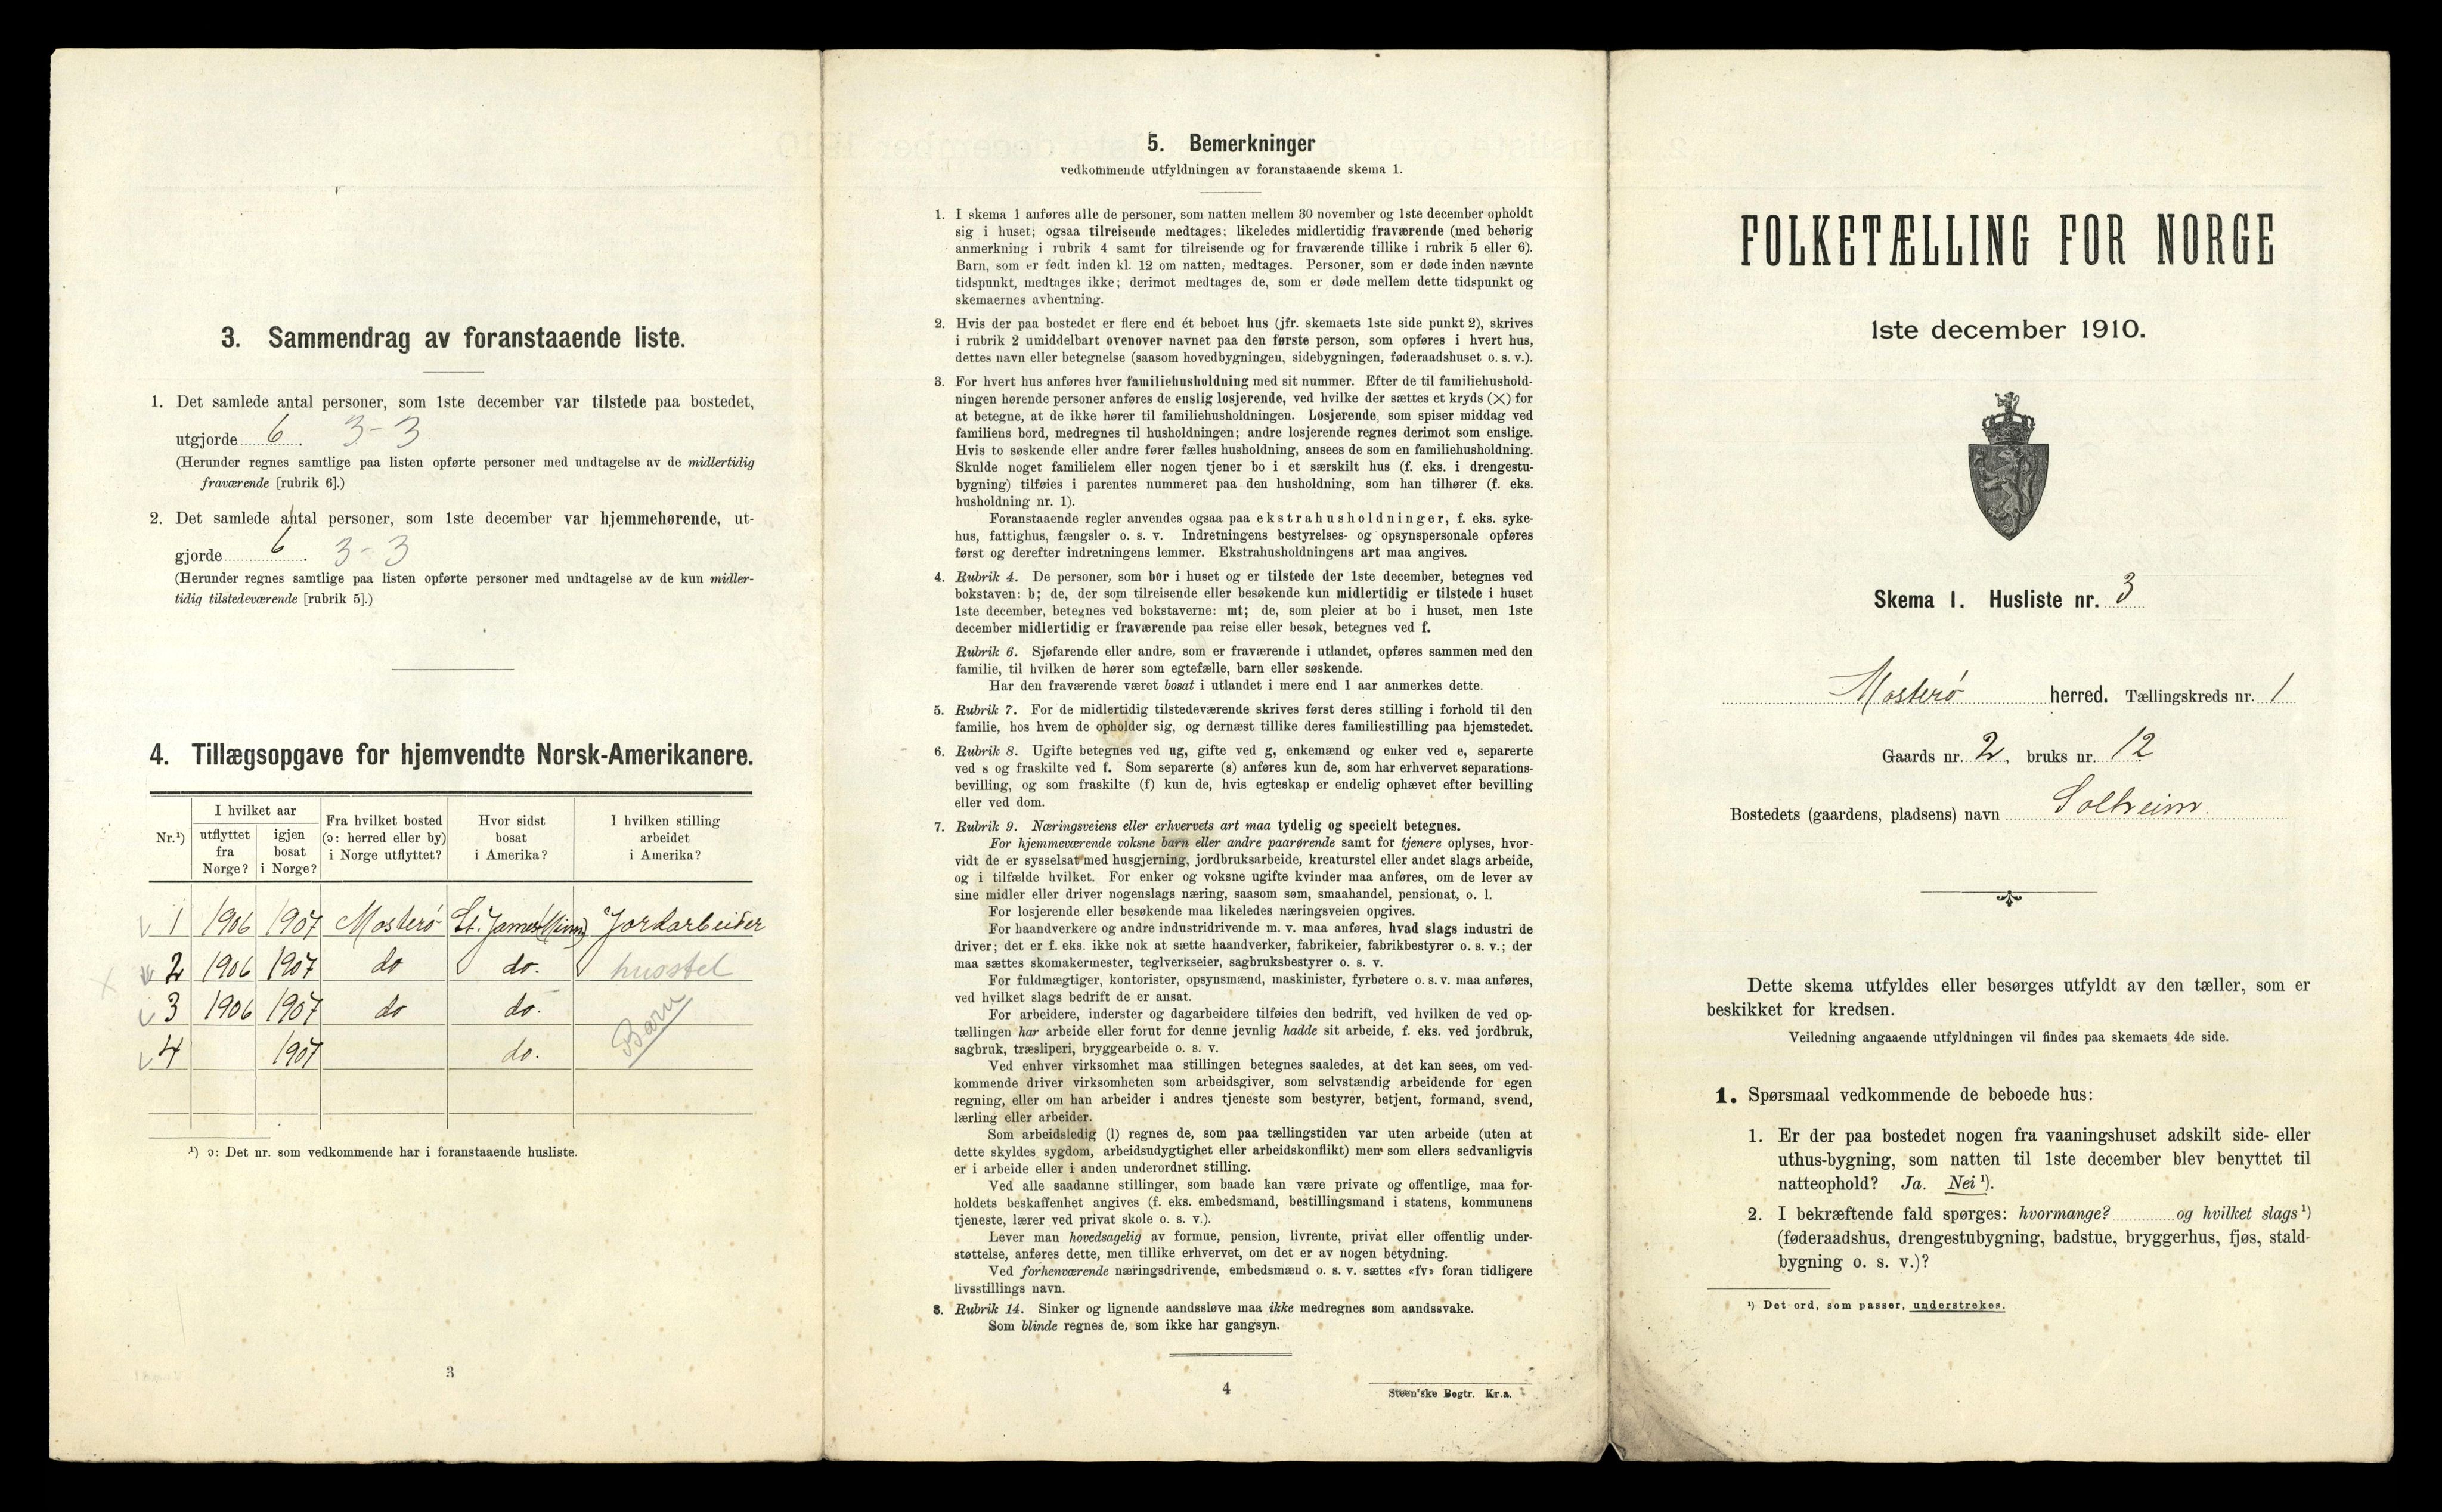 3. Sammendrag av foranstaaende liste.
1. Det samlede antal personer, som 1ste december var tilstede paa bostedet,
utgjorde 6. 3-3
(Herunder regnes samtlige paa listen opførte personer med undtagelse av de midlertidig
fraværende [rubrik 6].)
2. Det samlede antal personer, som 1ste december var hjemmehørende, ut-
gjorde 6. 3-3
(Herunder regnes samtlige paa listen opførte personer med undtagelse av de kun midler-
tidig tilstedeværende [rubrik 5].)
4. Tillægsopgave for hjemvendte Norsk-Amerikanere.
Nr.¹) I hvilket aar utflyttet fra Norge? igjen bosat i Norge? Fra hvilket bosted (ɔ: herred eller by) i Norge utflyttet? Hvor sidst bosat i Amerika? I hvilken stilling arbeidet i Amerika?
1 1906 1907 Mosterö St. James (Minn) Jordarbeider
2 1906 1907 do do. husstel
3 1906 1907 do do. Barn
4 1907 do.
¹) ɔ: Det nr. som vedkommende har i foranstaaende husliste.
3
5. Bemerkninger
vedkommende utfyldningen av foranstaaende skema 1.
1. I skema 1 anføres alle de personer, som natten mellem 30 november og 1ste december opholdt
sig i huset; ogsaa tilreisende medtages; likeledes midlertidig fraværende (med behørig
anmerkning i rubrik 4 samt for tilreisende og for fraværende tillike i rubrik 5 eller 6).
Barn, som er født inden kl. 12 om natten, medtages. Personer, som er døde inden nævnte
tidspunkt, medtages ikke; derimot medtages de, som er døde mellem dette tidspunkt og
skemaernes avhentning.
2. Hvis der paa bostedet er flere end ét beboet hus (jfr. skemaets 1ste side punkt 2), skrives
i rubrik 2 umiddelbart ovenover navnet paa den første person, som opføres i hvert hus,
dettes navn eller betegnelse (saasom hovedbygningen, sidebygningen, føderaadshuset o. s. v.).
3. For hvert hus anføres hver familiehusholdning med sit nummer. Efter de til familiehushold-
ningen hørende personer anføres de enslig losjerende, ved hvilke der sættes et kryds (×) for
at betegne, at de ikke hører til familiehusholdningen. Losjerende, som spiser middag ved
familiens bord, medregnes til husholdningen; andre losjerende regnes derimot som enslige.
Hvis to søskende eller andre fører fælles husholdning, ansees de som en familiehusholdning.
Skulde noget familielem eller nogen tjener bo i et særskilt hus (f. eks. i drengestu-
bygning) tilføies i parentes nummeret paa den husholdning, som han tilhører (f. eks.
husholdning nr. 1).
Foranstaaende regler anvendes ogsaa paa ekstrahusholdninger, f. eks. syke-
hus, fattighus, fængsler o. s. v. Indretningens bestyrelses- og opsynspersonale opføres
først og derefter indretningens lemmer. Ekstrahusholdningens art maa angives.
4. Rubrik 4. De personer, som bor i huset og er tilstede der 1ste december, betegnes ved
bokstaven: b; de, der som tilreisende eller besøkende kun midlertidig er tilstede i huset
1ste december, betegnes ved bokstaverne: mt; de, som pleier at bo i huset, men 1ste
december midlertidig er fraværende paa reise eller besøk, betegnes ved f.
Rubrik 6. Sjøfarende eller andre, som er fraværende i utlandet, opføres sammen med den
familie, til hvilken de hører som egtefælle, barn eller søskende.
Har den fraværende været bosat i utlandet i mere end 1 aar anmerkes dette.
5. Rubrik 7. For de midlertidig tilstedeværende skrives først deres stilling i forhold til den
familie, hos hvem de opholder sig, og dernæst tillike deres familiestilling paa hjemstedet.
6. Rubrik 8. Ugifte betegnes ved ug, gifte ved g, enkemænd og enker ved e, separerte
ved s og fraskilte ved f. Som separerte (s) anføres kun de, som har erhvervet separations-
bevilling, og som fraskilte (f) kun de, hvis egteskap er endelig ophævet efter bevilling
eller ved dom.
7. Rubrik 9. Næringsveiens eller erhvervets art maa tydelig og specielt betegnes.
For hjemmeværende voksne barn eller andre paarørende samt for tjenere oplyses, hvor-
vidt de er sysselsat med husgjerning, jordbruksarbeide, kreaturstel eller andet slags arbeide,
og i tilfælde hvilket. For enker og voksne ugifte kvinder maa anføres, om de lever av
sine midler eller driver nogenslags næring, saasom søm, smaahandel, pensionat, o. l.
For losjerende eller besøkende maa likeledes næringsveien opgives.
For haandverkere og andre industridrivende m. v. maa anføres, hvad slags industri de
driver; det er f. eks. ikke nok at sætte haandverker, fabrikeier, fabrikbestyrer o. s. v.; der
maa sættes skomakermester, teglverkseier, sagbruksbestyrer o. s. v.
For fuldmægtiger, kontorister, opsynsmænd, maskinister, fyrbøtere o. s. v. maa anføres,
ved hvilket slags bedrift de er ansat.
For arbeidere, inderster og dagarbeidere tilføies den bedrift, ved hvilken de ved op-
tællingen har arbeide eller forut for denne jevnlig hadde sit arbeide, f. eks. ved jordbruk,
sagbruk, træsliperi, bryggearbeide o. s. v.
Ved enhver virksomhet maa stillingen betegnes saaledes, at det kan sees, om ved-
kommende driver virksomheten som arbeidsgiver, som selvstændig arbeidende for egen
regning, eller om han arbeider i andres tjeneste som bestyrer, betjent, formand, svend,
lærling eller arbeider.
Som arbeidsledig (l) regnes de, som paa tællingstiden var uten arbeide (uten at
dette skyldes sygdom, arbeidsudygtighet eller arbeidskonflikt) men som ellers sedvanligvis
er i arbeide eller i anden underordnet stilling.
Ved alle saadanne stillinger, som baade kan være private og offentlige, maa for-
holdets beskaffenhet angives (f. eks. embedsmand, bestillingsmand i statens, kommunens
tjeneste, lærer ved privat skole o. s. v.).
Lever man hovedsagelig av formue, pension, livrente, privat eller offentlig under-
støttelse, anføres dette, men tillike erhvervet, om det er av nogen betydning.
Ved forhenværende næringsdrivende, embedsmænd o. s. v. sættes «fv» foran tidligere
livsstillings navn.
8. Rubrik 14. Sinker og lignende aandssløve maa ikke medregnes som aandssvake.
Som blinde regnes de, som ikke har gangsyn.
4
Steen'ske Bogtr. Kr.a.
FOLKETÆLLING FOR NORGE
1ste december 1910.
Skema I. Husliste nr. 3
Mosterö herred. Tællingskreds nr. 1
Gaards nr. 2, bruks nr. 12
Bostedets (gaardens, pladsens) navn Solheim.
Dette skema utfyldes eller besørges utfyldt av den tæller, som er
beskikket for kredsen.
Veiledning angaaende utfyldningen vil findes paa skemaets 4de side.
1. Spørsmaal vedkommende de beboede hus:
1. Er der paa bostedet nogen fra vaaningshuset adskilt side- eller
uthus-bygning, som natten til 1ste december blev benyttet til
natteophold? Ja. Nei¹).
2. I bekræftende fald spørges: hvormange? og hvilket slags¹)
(føderaadshus, drengestubygning, badstue, bryggerhus, fjøs, stald-
bygning o. s. v.)?
¹) Det ord, som passer, understrekes.